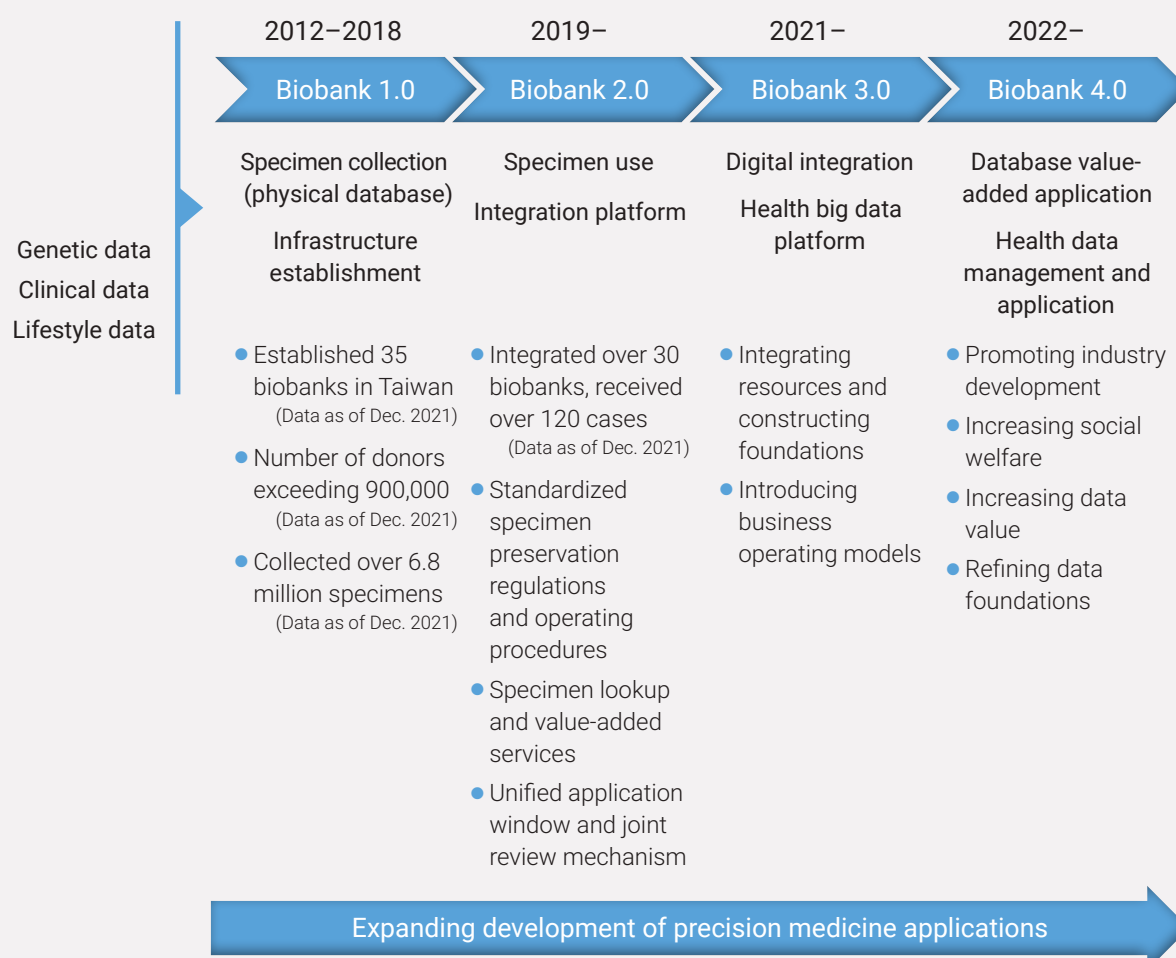 2012–2018
2019–
2021–
2022–
Biobank 1.0
Biobank 2.0
Biobank 3.0
Biobank 4.0
Genetic data
Clinical data
Lifestyle data
Specimen collection
(physical database)
Infrastructure
establishment
● Established 35
biobanks in Taiwan
(Data as of Dec. 2021)
● Number of donors
exceeding 900,000
(Data as of Dec. 2021)
● Collected over 6.8
million specimens
(Data as of Dec. 2021)
Specimen use
Integration platform
● Integrated over 30
biobanks, received
over 120 cases
(Data as of Dec. 2021)
● Standardized
specimen
preservation
regulations
and operating
procedures
● Specimen lookup
and value-added
services
● Unified application
window and joint
review mechanism
Digital integration
Health big data
platform
● Integrating
resources and
constructing
foundations
● Introducing
business
operating models
Database value-
added application
Health data
management and
application
● Promoting industry
development
● Increasing social
welfare
● Increasing data
value
● Refining data
foundations
Expanding development of precision medicine applications